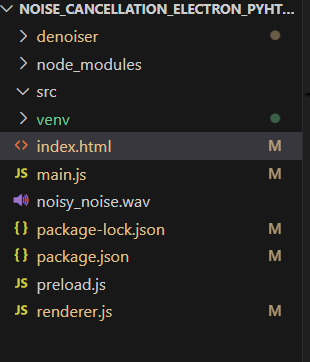 NOISE_CANCELLATION_ELECTRON_PYHT...
denoiser
node_modules
src
venv
<> index.html M
JS main.js M
noisy_noise.wav
{} package-lock.json M
{} package.json M
JS preload.js
JS renderer.js M